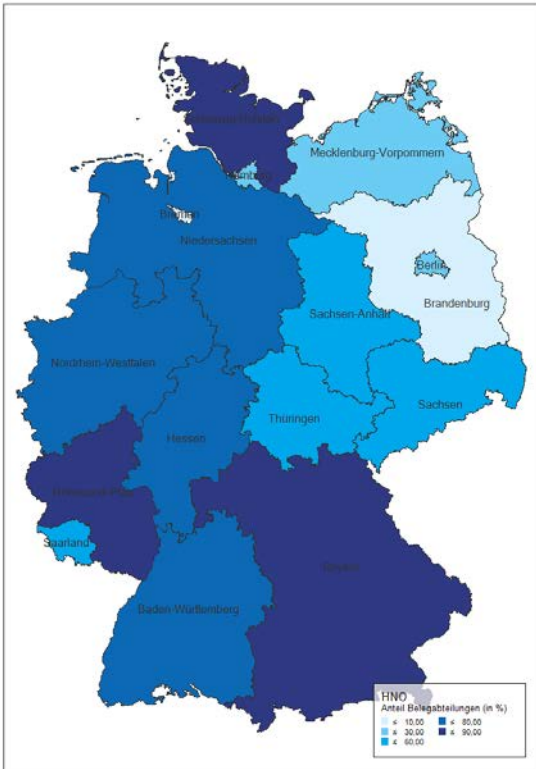 Schleswig-Holstein
Mecklenburg-Vorpommern
Hamburg
Bremen
Niedersachsen
Berlin
Brandenburg
Sachsen-Anhalt
Nordrhein-Westfalen
Sachsen
Thüringen
Hessen
Rheinland-Pfalz
Saarland
Bayern
Baden-Württemberg
HNO
Anteil Belegabteilungen (in %)
≤ 10,00 ≤ 80,00
≤ 30,00 ≤ 90,00
≤ 60,00